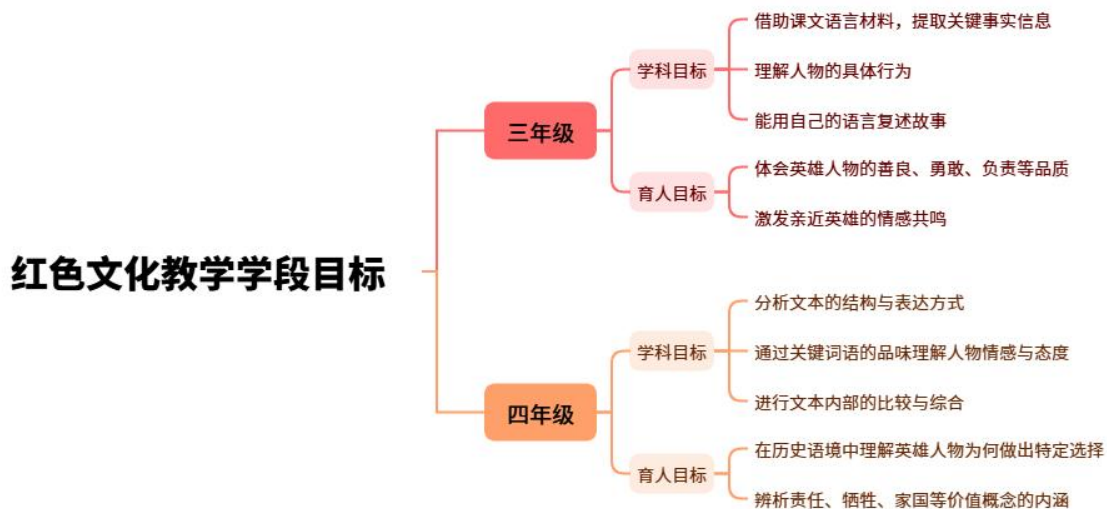 红色文化教学学段目标
三年级
学科目标
借助课文语言材料，提取关键事实信息
理解人物的具体行为
能用自己的语言复述故事
育人目标
体会英雄人物的善良、勇敢、负责等品质
激发亲近英雄的情感共鸣
四年级
学科目标
分析文本的结构与表达方式
通过关键词语的品味理解人物情感与态度
进行文本内部的比较与综合
育人目标
在历史语境中理解英雄人物为何做出特定选择
辨析责任、牺牲、家国等价值概念的内涵